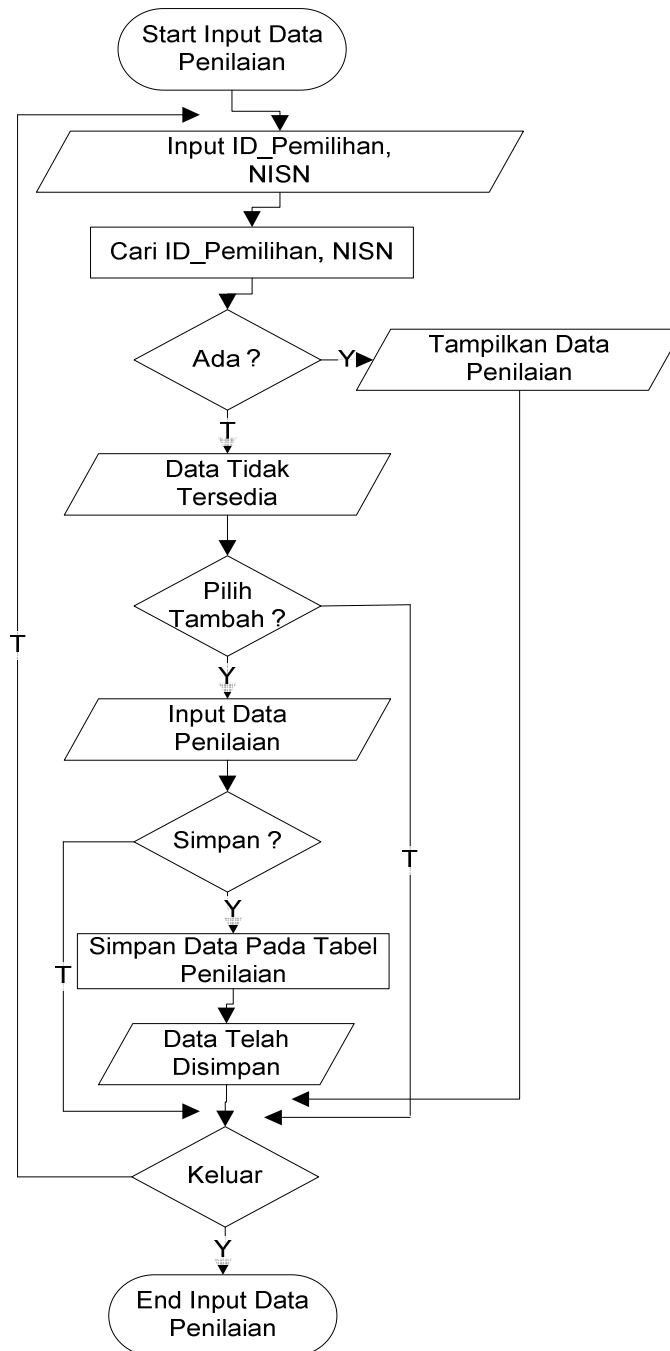 Start Input Data
Penilaian
Input ID_Pemilihan,
NISN
Cari ID_Pemilihan, NISN
Ada ?
Y
Tampilkan Data
Penilaian
T
Data Tidak
Tersedia
Pilih
Tambah ?
T
Y
Input Data
Penilaian
Simpan ?
T
Y
Simpan Data Pada Tabel
Penilaian
T
Data Telah
Disimpan
Keluar
Y
End Input Data
Penilaian